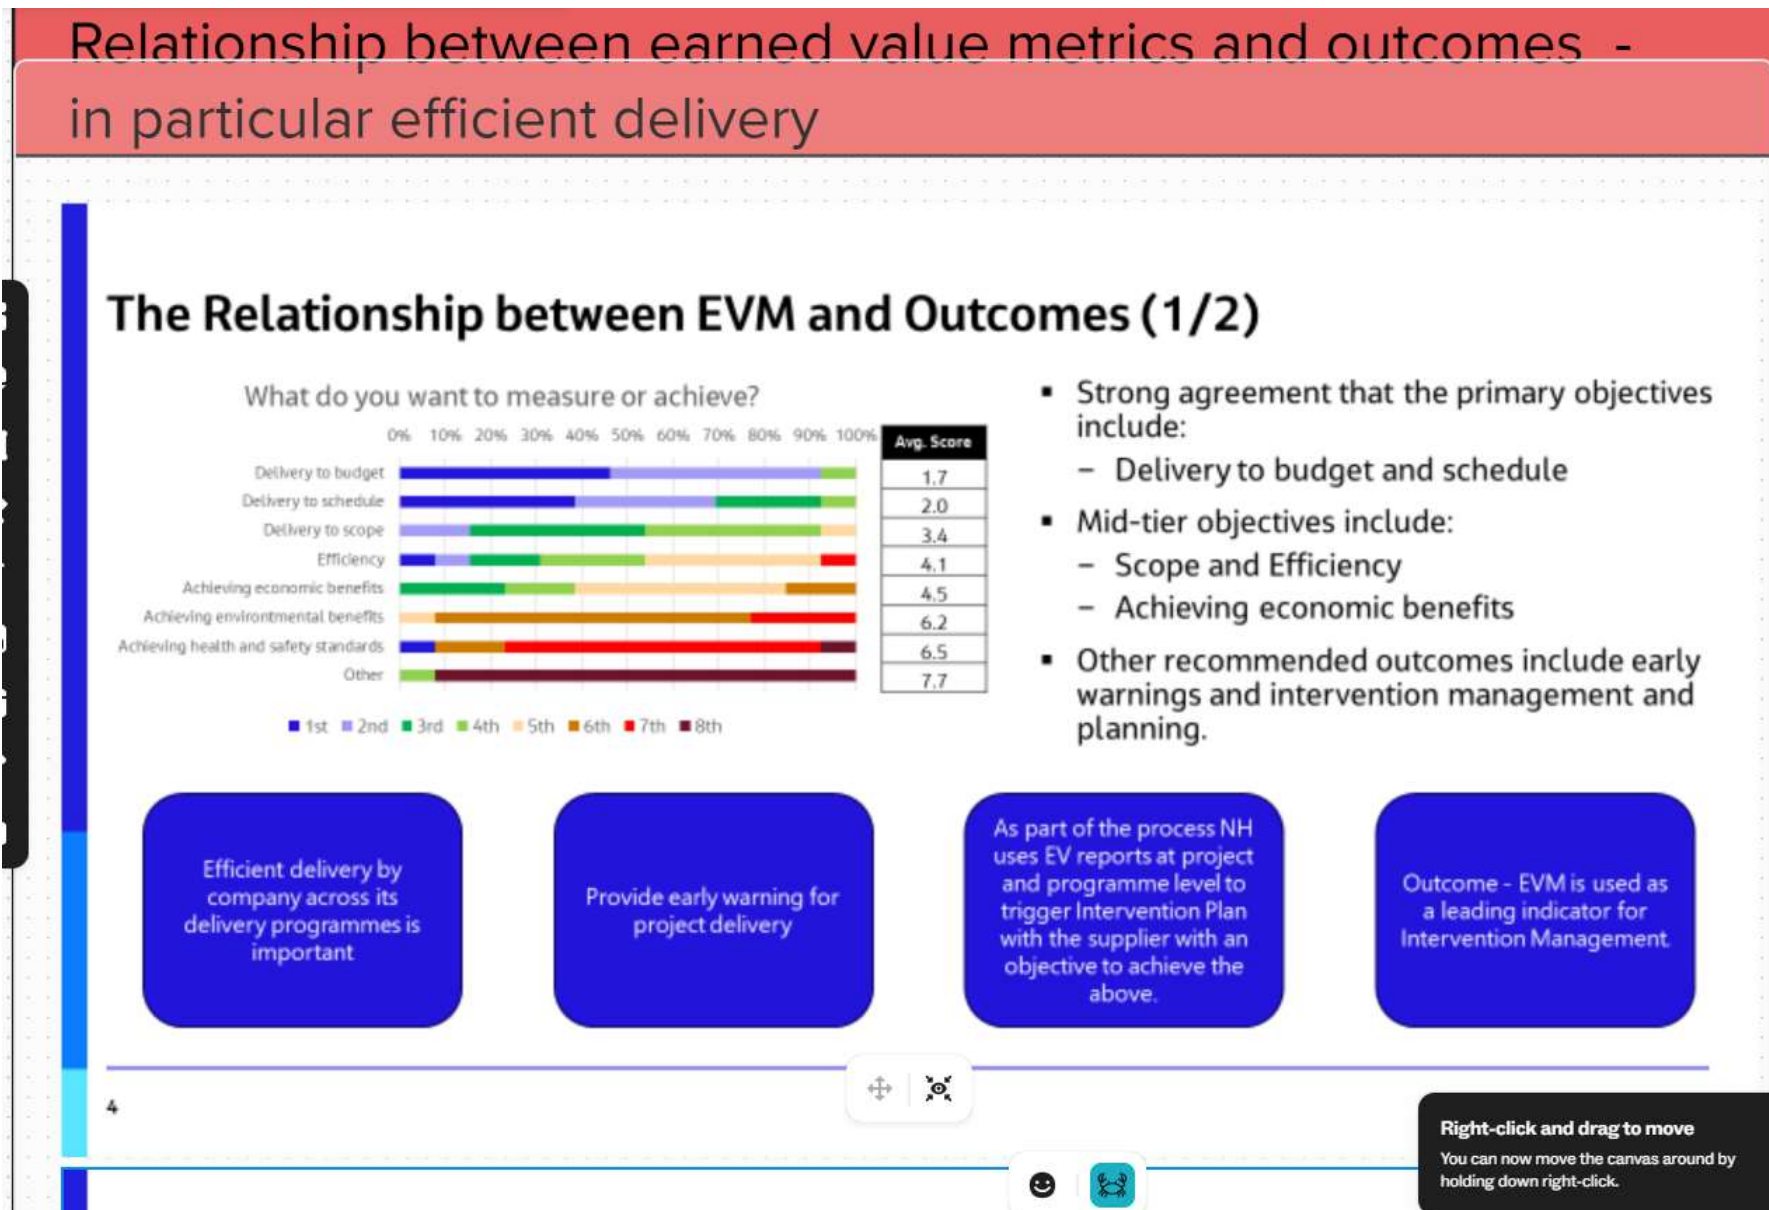 Relationship between earned value metrics and outcomes -
in particular efficient delivery
The Relationship between EVM and Outcomes (1/2)
What do you want to measure or achieve?
0% 10% 20% 30% 40% 50% 60% 70% 80% 90% 100%
Avg. Score
Delivery to budget 1.7
Delivery to schedule 2.0
Delivery to scope 3.4
Efficiency 4.1
Achieving economic benefits 4.5
Achieving environtmental benefits 6.2
Achieving health and safety standards 6.5
Other 7.7
1st 2nd 3rd 4th 5th 6th 7th 8th
▪ Strong agreement that the primary objectives
include:
– Delivery to budget and schedule
▪ Mid-tier objectives include:
– Scope and Efficiency
– Achieving economic benefits
▪ Other recommended outcomes include early
warnings and intervention management and
planning.
Efficient delivery by
company across its
delivery programmes is
important
Provide early warning for
project delivery
As part of the process NH
uses EV reports at project
and programme level to
trigger Intervention Plan
with the supplier with an
objective to achieve the
above.
Outcome - EVM is used as
a leading indicator for
Intervention Management.
4
Right-click and drag to move
You can now move the canvas around by
holding down right-click.